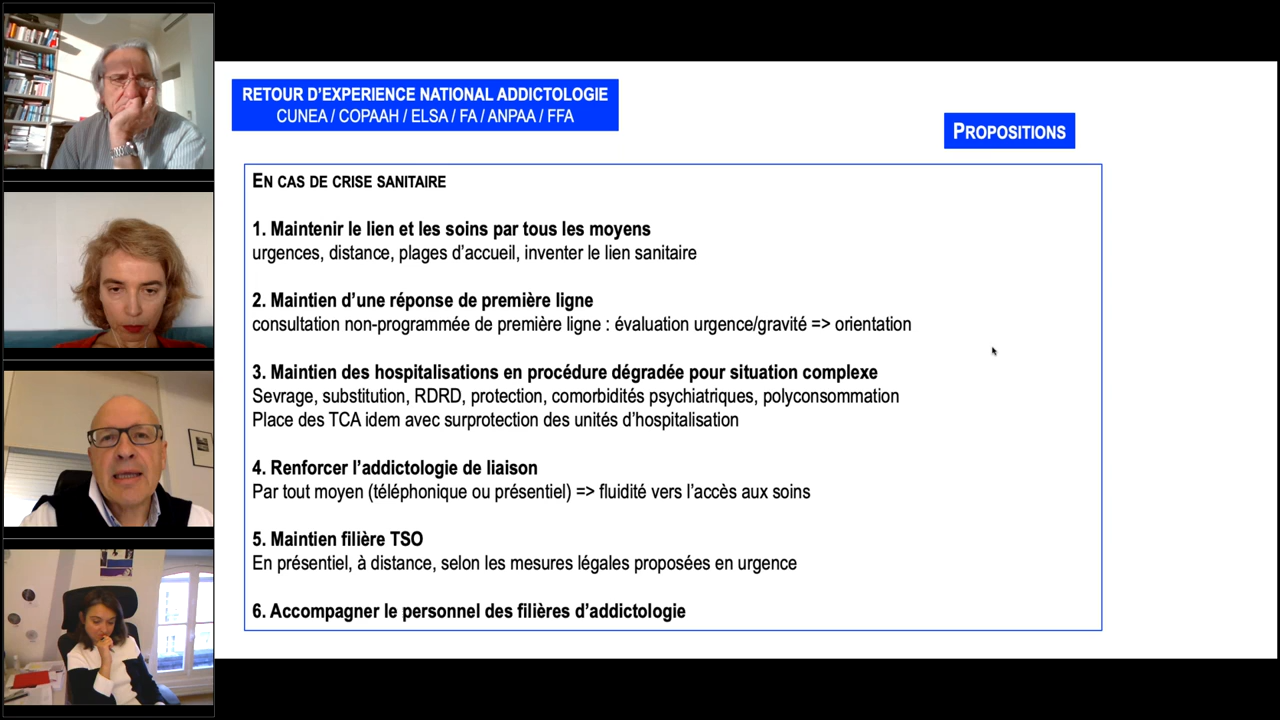 RETOUR D'EXPERIENCE NATIONAL ADDICTOLOGIE
CUNEA / COPAAH / ELSA / FA / ANPAA / FFA
PROPOSITIONS
EN CAS DE CRISE SANITAIRE
1. Maintenir le lien et les soins par tous les moyens
urgences, distance, plages d'accueil, inventer le lien sanitaire
2. Maintien d'une réponse de première ligne
consultation non-programmée de première ligne : évaluation urgence/gravité => orientation
3. Maintien des hospitalisations en procédure dégradée pour situation complexe
Sevrage, substitution, RDRD, protection, comorbidités psychiatriques, polyconsommation
Place des TCA idem avec surprotection des unités d'hospitalisation
4. Renforcer l'addictologie de liaison
Par tout moyen (téléphonique ou présentiel) => fluidité vers l'accès aux soins
5. Maintien filière TSO
En présentiel, à distance, selon les mesures légales proposées en urgence
6. Accompagner le personnel des filières d'addictologie